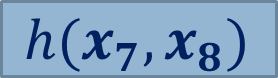 h(x₇, x₈)